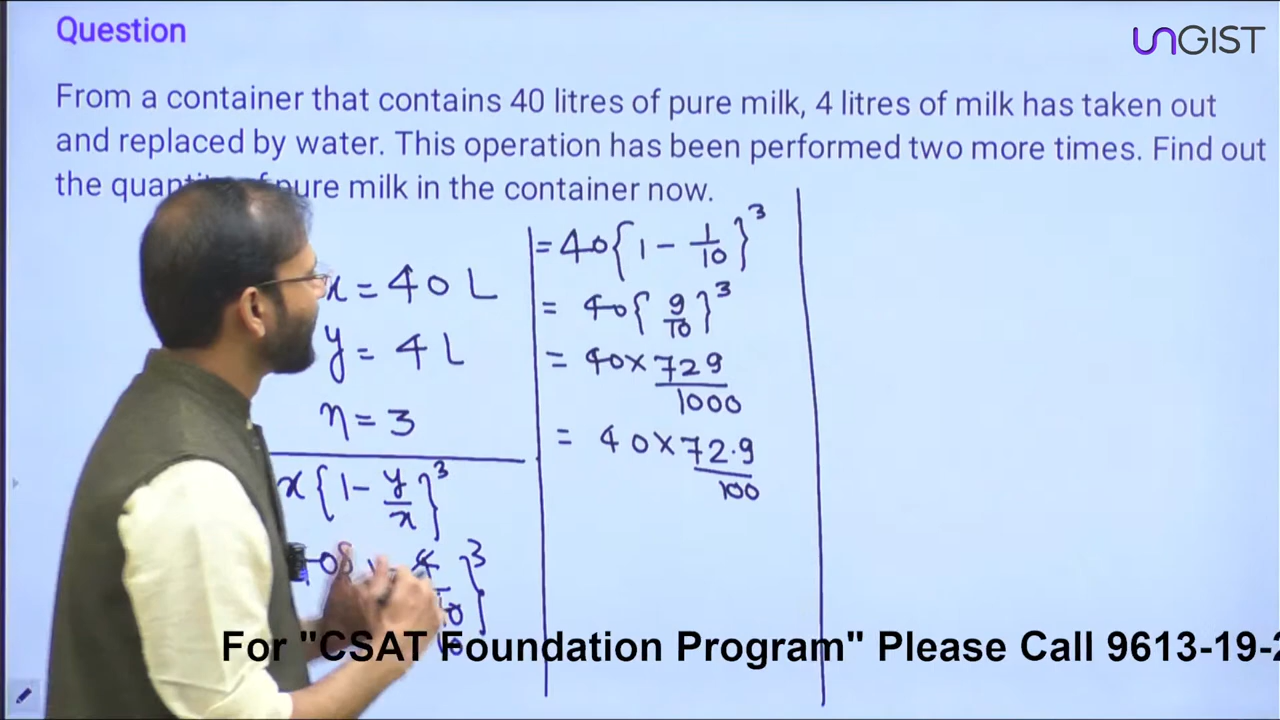 Question
UNGIST
From a container that contains 40 litres of pure milk, 4 litres of milk has taken out
and replaced by water. This operation has been performed two more times. Find out
the pure milk in the container now.
x = 40 L
y = 4 L
n = 3
x{1 - y/x}³
= 40{1 - 1/10}³
= 40{9/10}³
= 40 × 729/1000
= 40 × 72.9/100
For "CSAT Foundation Program" Please Call 9613-19-